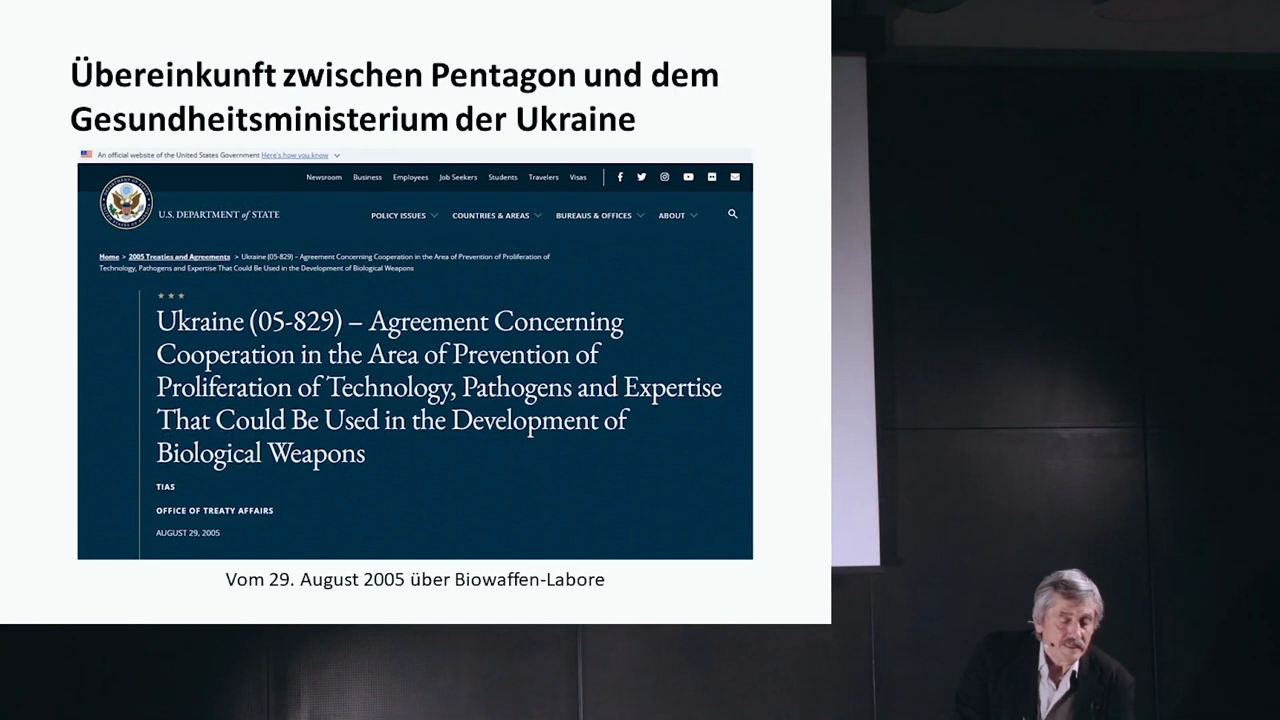 Übereinkunft zwischen Pentagon und dem
Gesundheitsministerium der Ukraine
An official website of the United States Government Here's how you know
Newsroom Business Employees Job Seekers Students Travelers Visas
U.S. DEPARTMENT of STATE
POLICY ISSUES COUNTRIES & AREAS BUREAUS & OFFICES ABOUT
Home > 2005 Treaties and Agreements > Ukraine (05-829) – Agreement Concerning Cooperation in the Area of Prevention of Proliferation of
Technology, Pathogens and Expertise That Could Be Used in the Development of Biological Weapons
Ukraine (05-829) – Agreement Concerning
Cooperation in the Area of Prevention of
Proliferation of Technology, Pathogens and Expertise
That Could Be Used in the Development of
Biological Weapons
TIAS
OFFICE OF TREATY AFFAIRS
AUGUST 29, 2005
Vom 29. August 2005 über Biowaffen-Labore